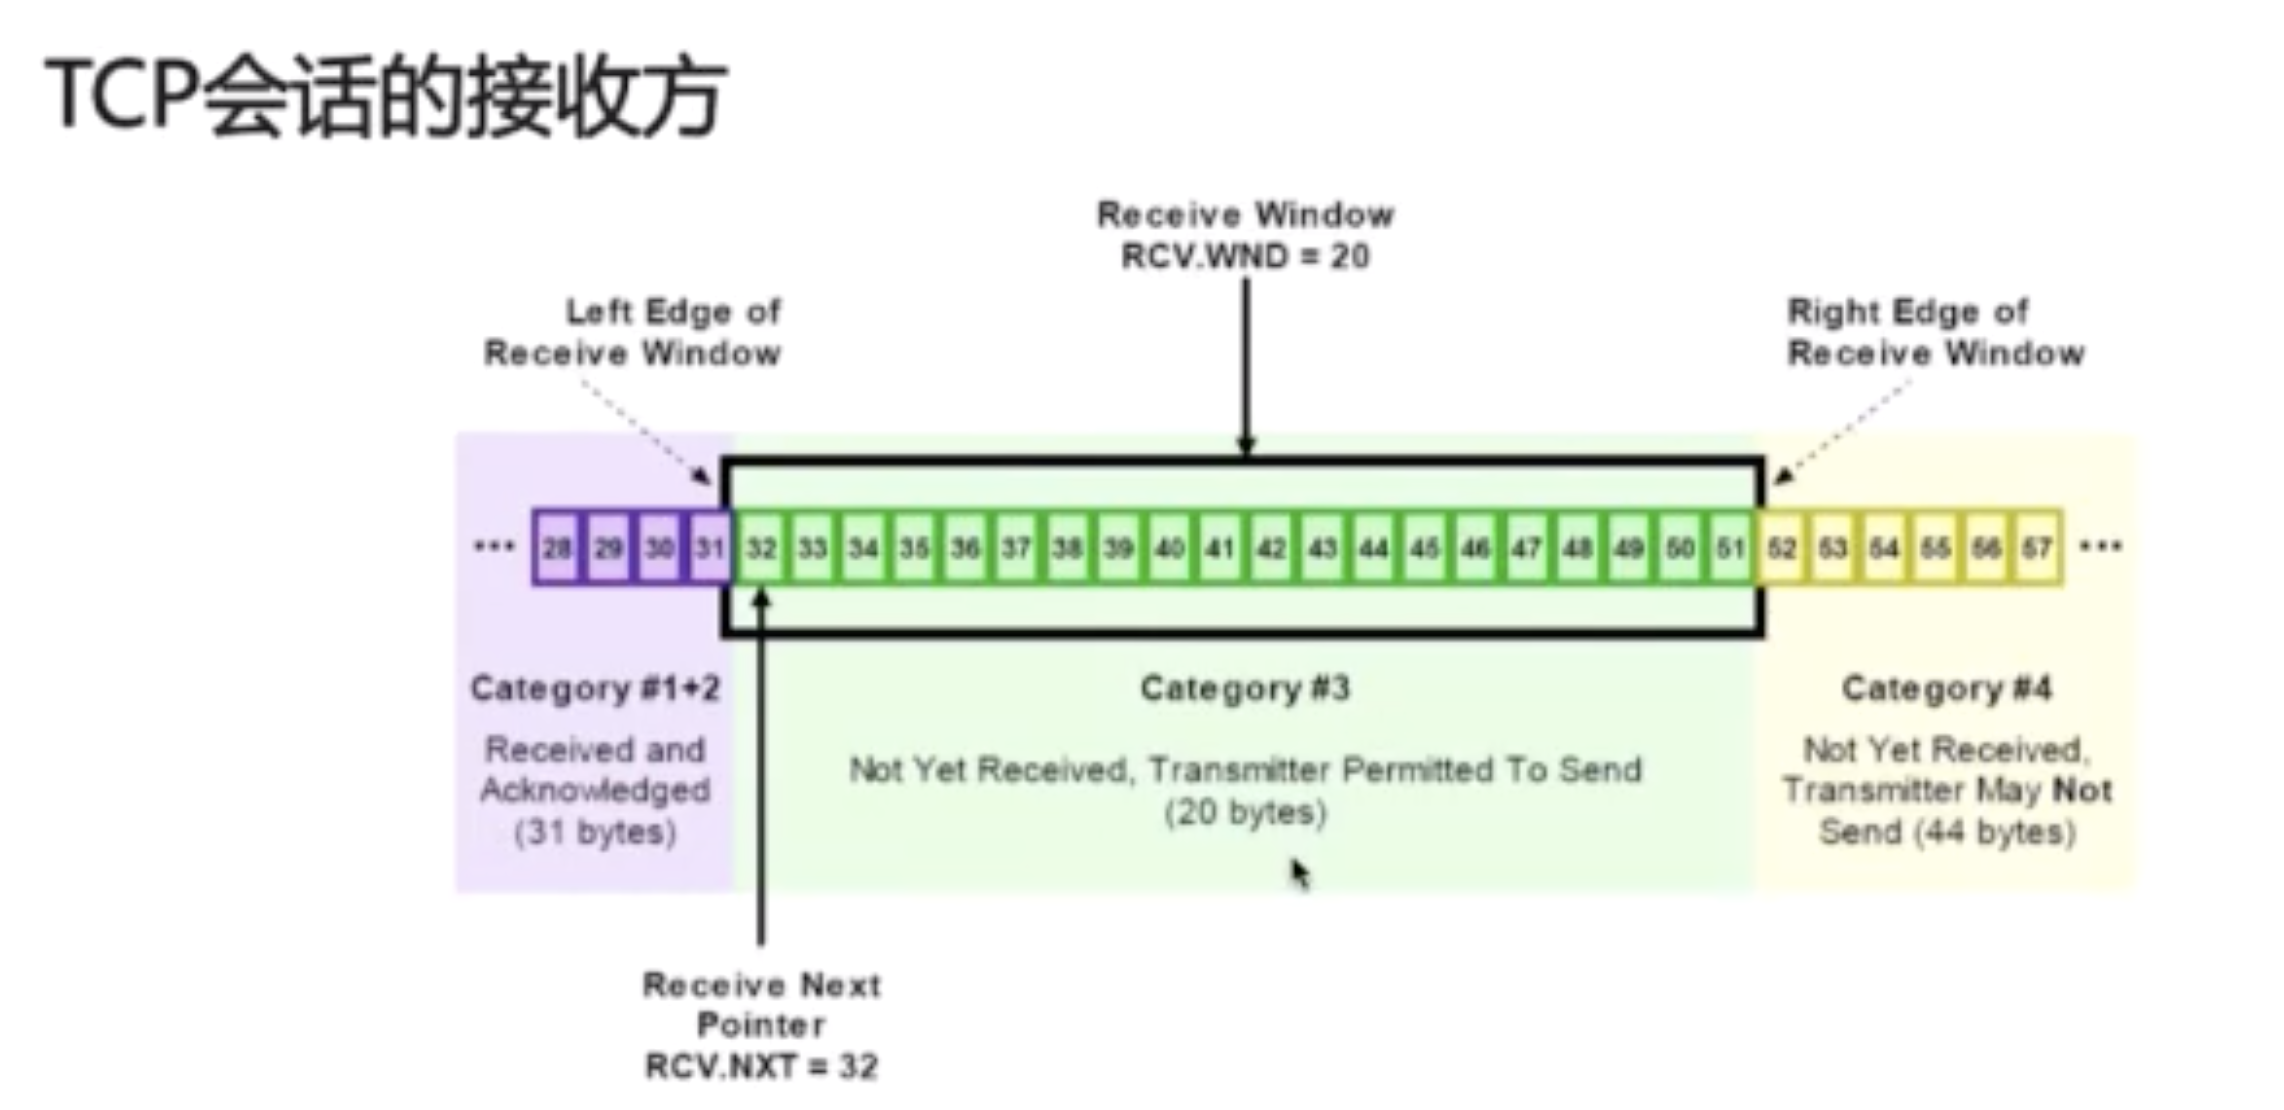 TCP会话的接收方
Receive Window
RCV.WND = 20
Left Edge of
Receive Window
Right Edge of
Receive Window
... 28 29 30 31 32 33 34 35 36 37 38 39 40 41 42 43 44 45 46 47 48 49 50 51 52 53 54 55 56 57 ...
Category #1+2
Received and
Acknowledged
(31 bytes)
Category #3
Not Yet Received, Transmitter Permitted To Send
(20 bytes)
Category #4
Not Yet Received,
Transmitter May Not
Send (44 bytes)
Receive Next
Pointer
RCV.NXT = 32